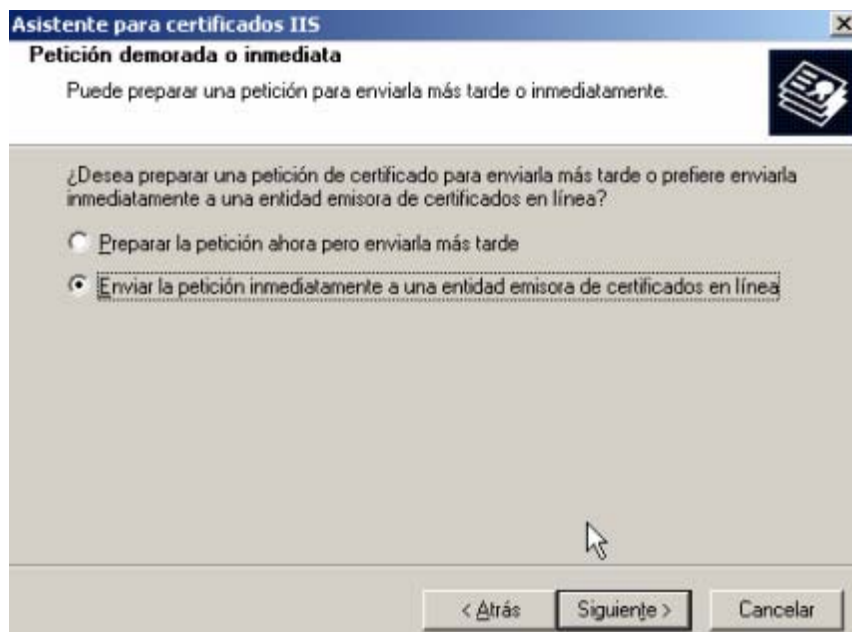 Asistente para certificados IIS
Petición demorada o inmediata
Puede preparar una petición para enviarla más tarde o inmediatamente.
¿Desea preparar una petición de certificado para enviarla más tarde o prefiere enviarla
inmediatamente a una entidad emisora de certificados en línea?
Preparar la petición ahora pero enviarla más tarde
Enviar la petición inmediatamente a una entidad emisora de certificados en línea
< Atrás
Siguiente >
Cancelar